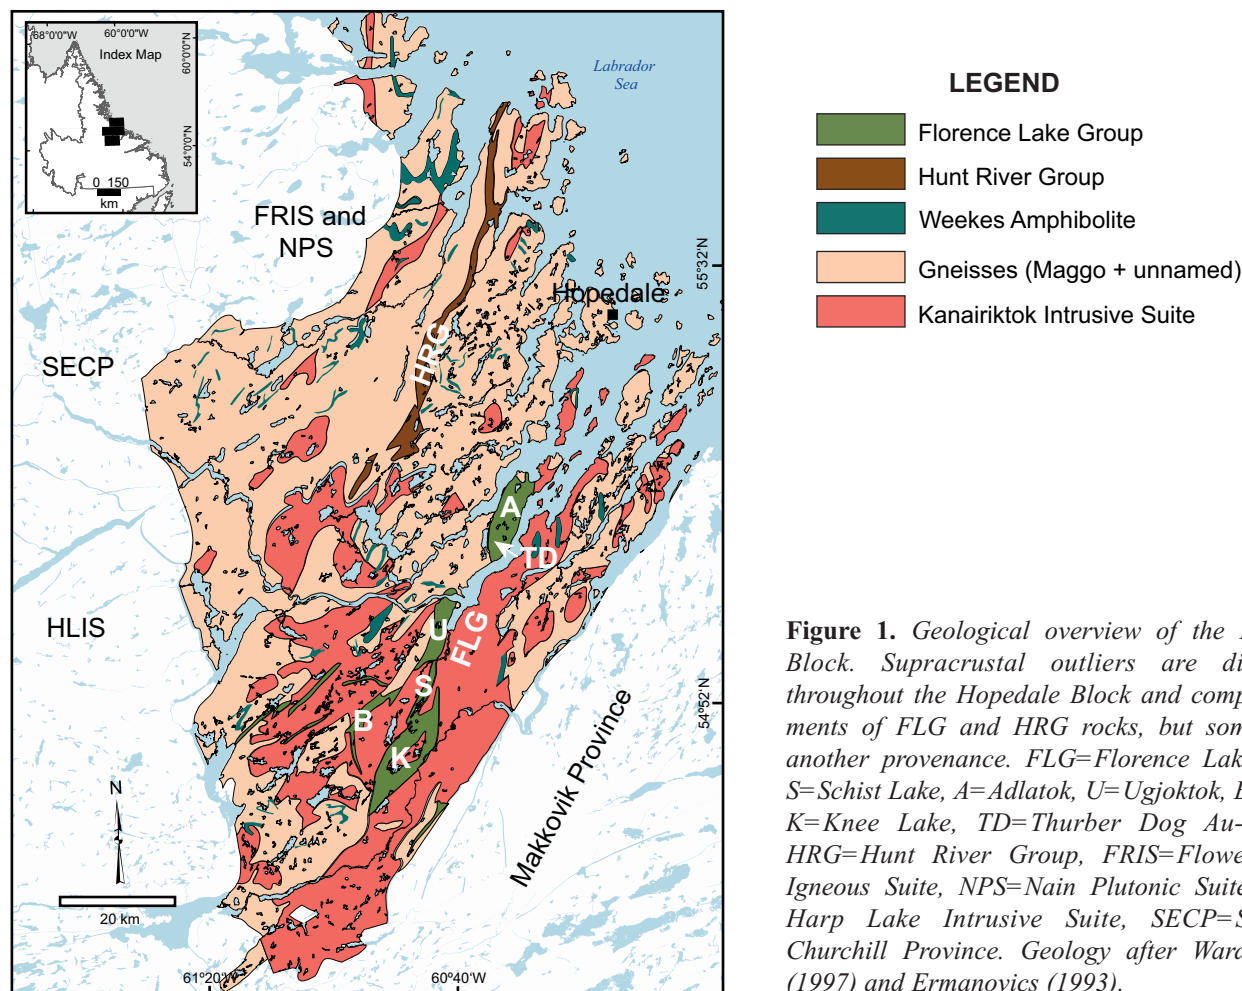 68°0'0"W
60°0'0"W
Index Map
60°0'0"N
54°0'0"N
0 150
km
Labrador
Sea
FRIS and
NPS
55°32'N
Hopedale
HRG
SECP
A
TD
HLIS
U
FLG
S
54°52'N
B
K
Makkovik Province
N
20 km
61°20'W
60°40'W
LEGEND
Florence Lake Group
Hunt River Group
Weekes Amphibolite
Gneisses (Maggo + unnamed)
Kanairiktok Intrusive Suite
Figure 1. Geological overview of the
Block. Supracrustal outliers are
throughout the Hopedale Block and
ments of FLG and HRG rocks, but
another provenance. FLG=Florence
S=Schist Lake, A=Adlatok, U=Ugjoktok,
K=Knee Lake, TD=Thurber Dog Au-
HRG=Hunt River Group,
Igneous Suite, NPS=Nain Plutonic Suite
Harp Lake Intrusive Suite,
Churchill Province. Geology after
(1997) and Ermanovics (1993).